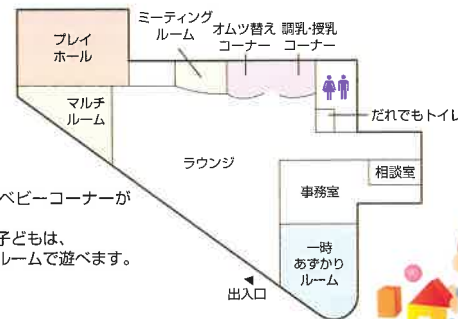 ミーティング
ルーム
オムツ替え
コーナー
調乳・授乳
コーナー
プレイ
ホール
マルチ
ルーム
だれでもトイレ
ラウンジ
相談室
事務室
ベビーコーナーが
子どもは、
ルームで遊べます。
一時
あずかり
ルーム
出入口